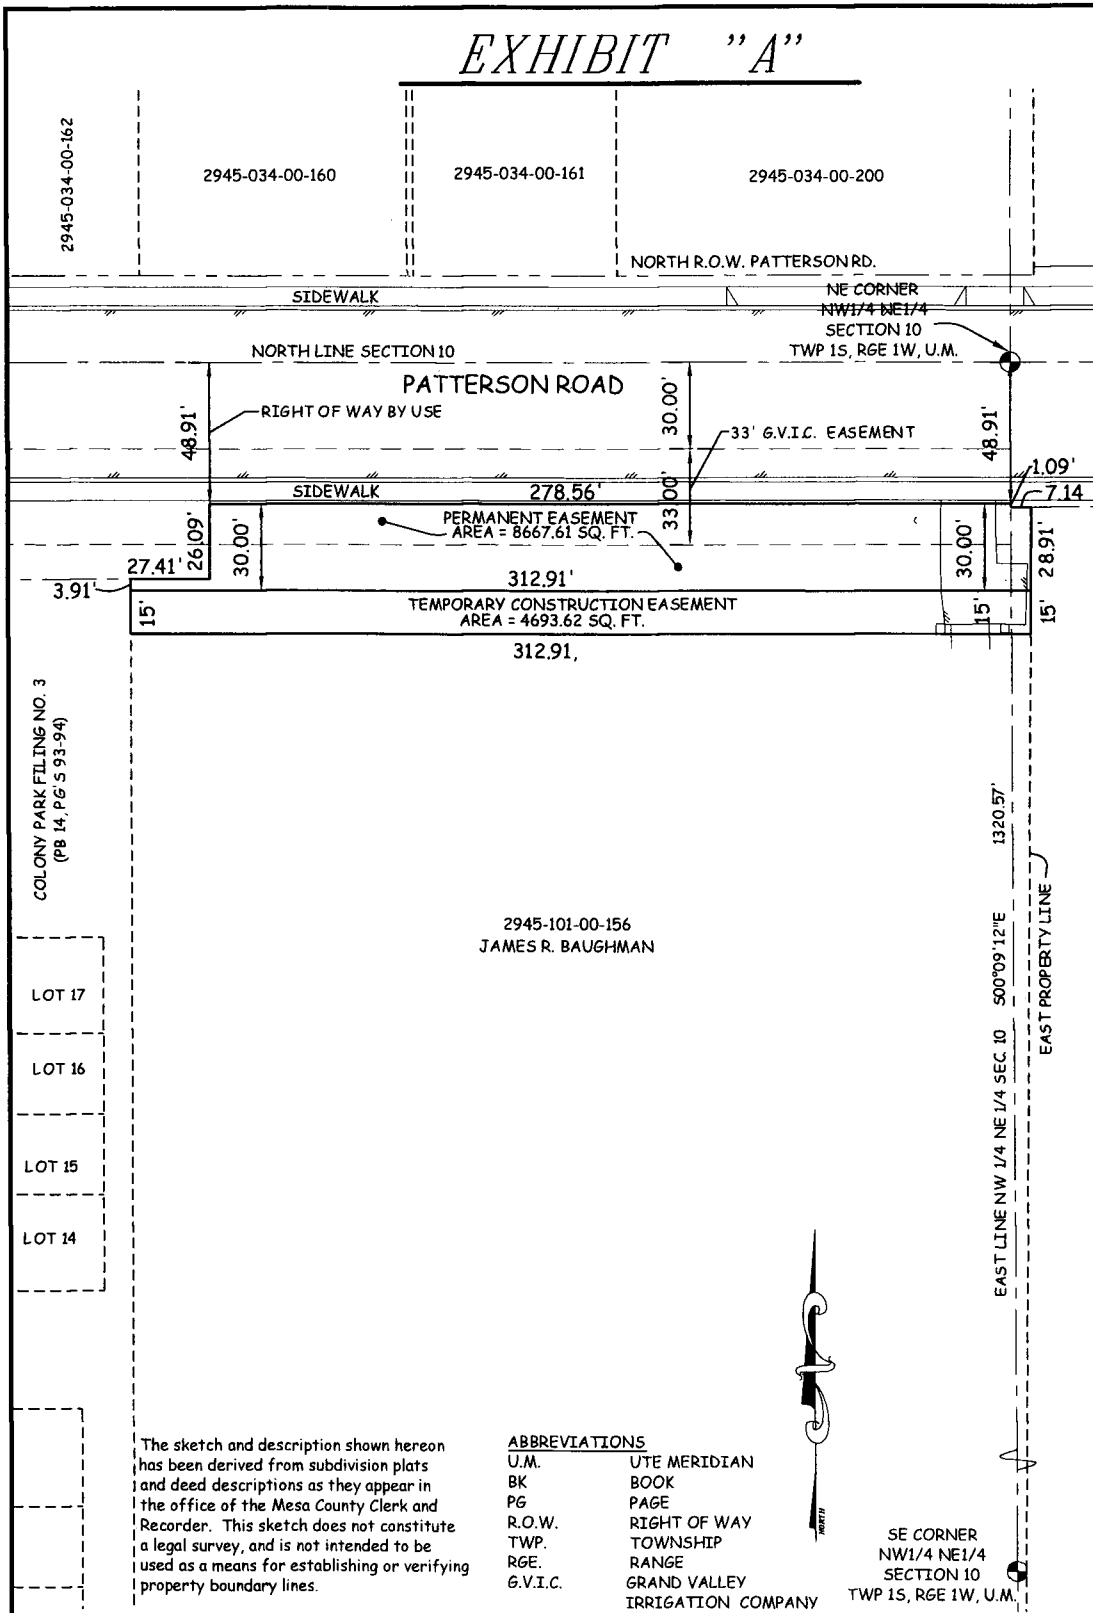 EXHIBIT "A"
2945-034-00-162
2945-034-00-160
2945-034-00-161
2945-034-00-200
NORTH R.O.W. PATTERSON RD.
SIDEWALK
NE CORNER
NW1/4 NE1/4
SECTION 10
TWP 1S, RGE 1W, U.M.
NORTH LINE SECTION 10
PATTERSON ROAD
RIGHT OF WAY BY USE
48.91'
30.00'
33' G.V.I.C. EASEMENT
48.91'
1.09'
7.14
SIDEWALK
278.56'
33.00'
PERMANENT EASEMENT
AREA = 8667.61 SQ. FT.
26.09'
30.00'
30.00'
28.91'
27.41'
3.91'
312.91'
15'
TEMPORARY CONSTRUCTION EASEMENT
AREA = 4693.62 SQ. FT.
15'
15'
312.91,
COLONY PARK FILING NO. 3
(PB 14, PG'S 93-94)
1320.57'
S00°09'12"E
EAST LINE NW 1/4 NE 1/4 SEC. 10
EAST PROPERTY LINE
2945-101-00-156
JAMES R. BAUGHMAN
LOT 17
LOT 16
LOT 15
LOT 14
NORTH
The sketch and description shown hereon
has been derived from subdivision plats
and deed descriptions as they appear in
the office of the Mesa County Clerk and
Recorder. This sketch does not constitute
a legal survey, and is not intended to be
used as a means for establishing or verifying
property boundary lines.
ABBREVIATIONS
U.M. UTE MERIDIAN
BK BOOK
PG PAGE
R.O.W. RIGHT OF WAY
TWP. TOWNSHIP
RGE. RANGE
G.V.I.C. GRAND VALLEY
IRRIGATION COMPANY
SE CORNER
NW1/4 NE1/4
SECTION 10
TWP 1S, RGE 1W, U.M.